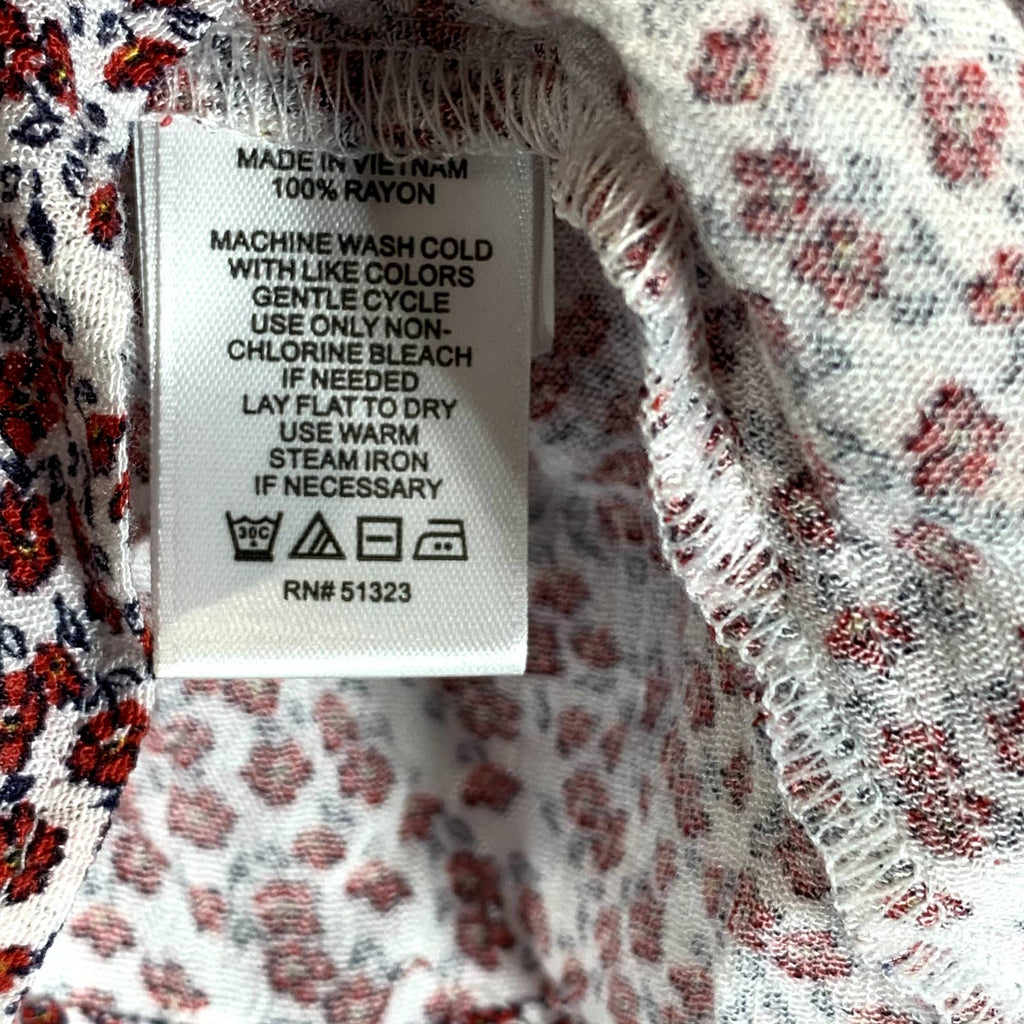 MADE IN VIETNAM
100% RAYON
MACHINE WASH COLD
WITH LIKE COLORS
GENTLE CYCLE
USE ONLY NON-
CHLORINE BLEACH
IF NEEDED
LAY FLAT TO DRY
USE WARM
STEAM IRON
IF NECESSARY
30C
RN# 51323